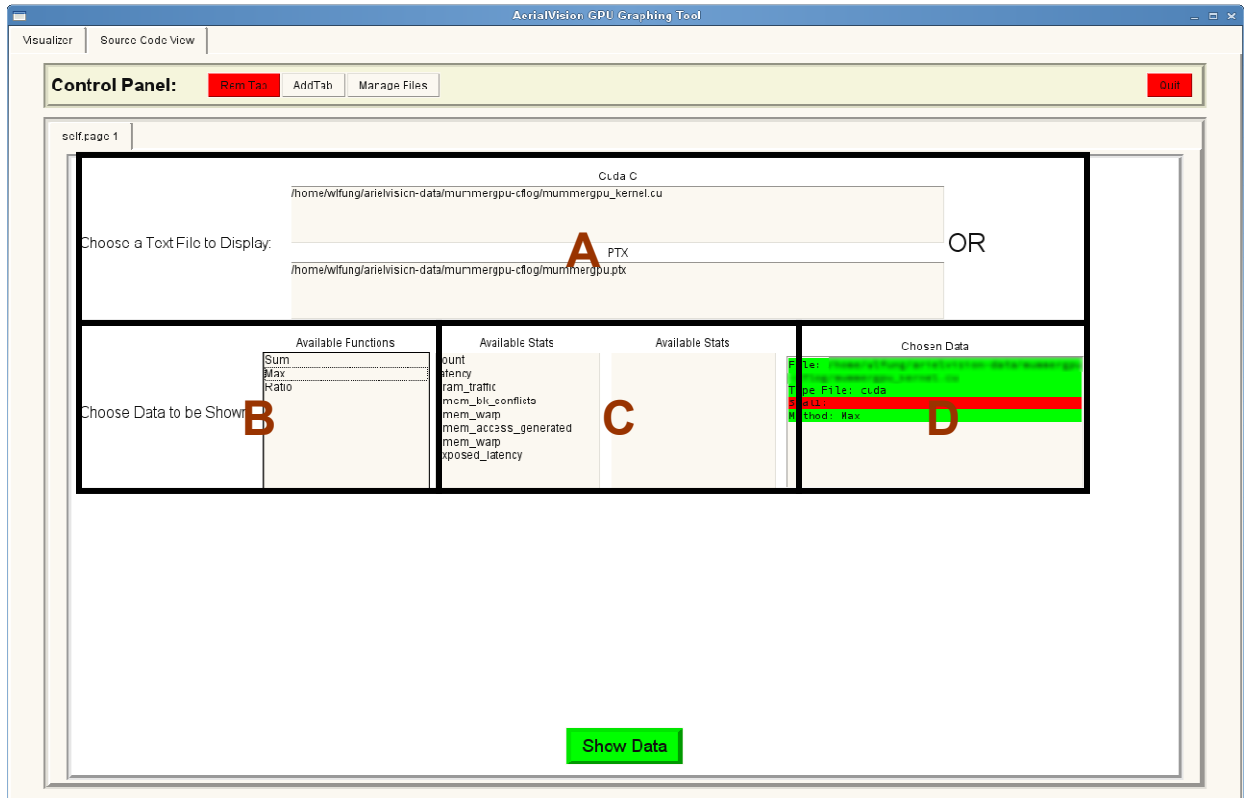 AerialVision GPU Graphing Tool
Visualizer Source Code View
Control Panel: Rem Tab AddTab Manage Files Quit
self.page 1
Cuda C
/home/wlfung/arielvision-data/mummergpu-cflog/mummergpu_kernel.cu
Choose a Text File to Display: A OR
PTX
/home/wlfung/arielvision-data/mummergpu-cflog/mummergpu.ptx
Available Functions Available Stats Available Stats Chosen Data
Sum ount File:
Max atency
Ratio ram_traffic Type File: cuda
mem_bk_conflicts
Choose Data to be Shown B mem_warp C Method: Max D
mem_access_generated
mem_warp
xposed_latency
Show Data